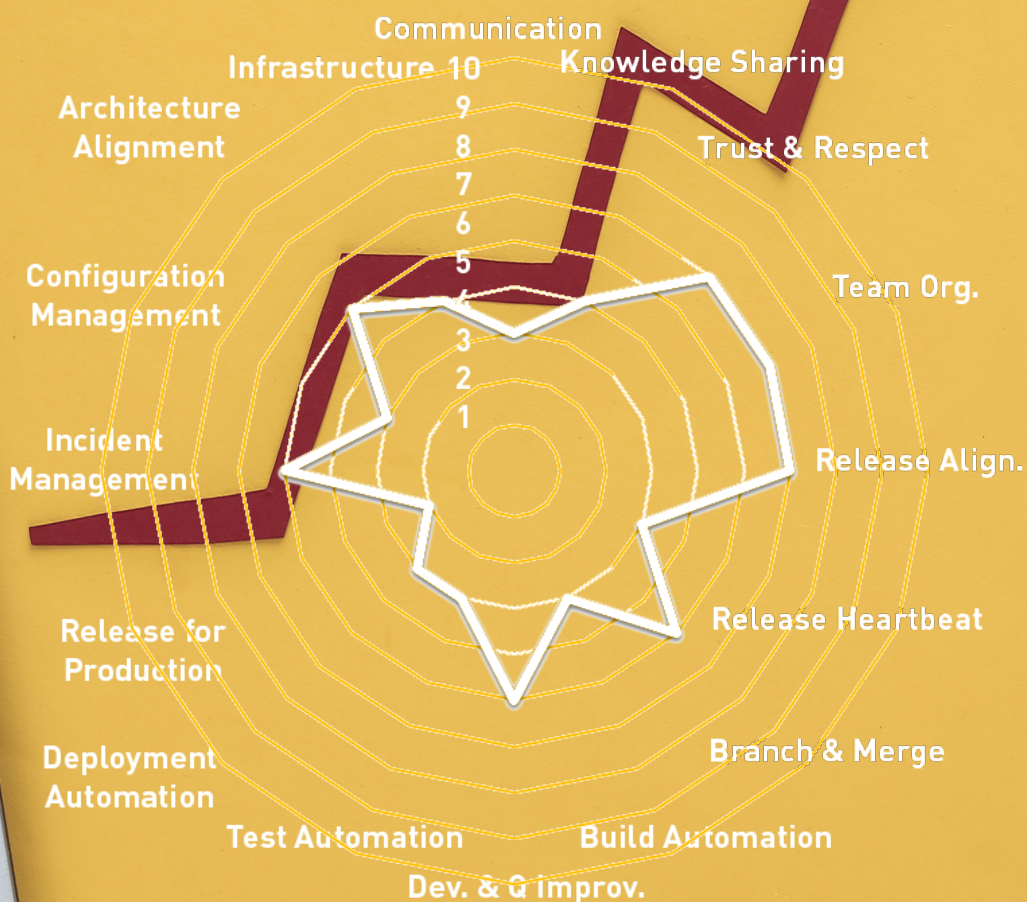 Communication
Knowledge Sharing
Infrastructure 10
Architecture
Alignment
9
8
Trust & Respect
7
6
5
4
3
2
1
Configuration
Management
Team Org.
Incident
Management
Release Align.
Release for
Production
Release Heartbeat
Deployment
Automation
Branch & Merge
Test Automation
Build Automation
Dev. & Q improv.